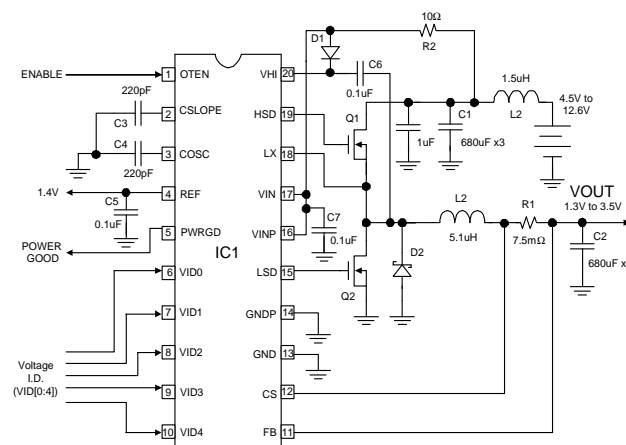 10Ω
D1
R2
C6
1.5uH
ENABLE
1
OTEN
VHI
20
0.1uF
L2
4.5V to
12.6V
220pF
C3
2
CSLOPE
HSD
19
Q1
C1
1uF
680uF x3
C4
220pF
3
COSC
LX
18
1.4V
4
REF
VIN
17
C5
0.1uF
C7
0.1uF
L2
5.1uH
R1
7.5mΩ
VOUT
1.3V to 3.5V
POWER
GOOD
5
PWRGD
VINP
16
IC1
D2
C2
680uF x
6
VID0
LSD
15
Q2
7
VID1
GNDP
14
Voltage
I.D.
(VID[0:4])
8
VID2
GND
13
9
VID3
CS
12
10
VID4
FB
11